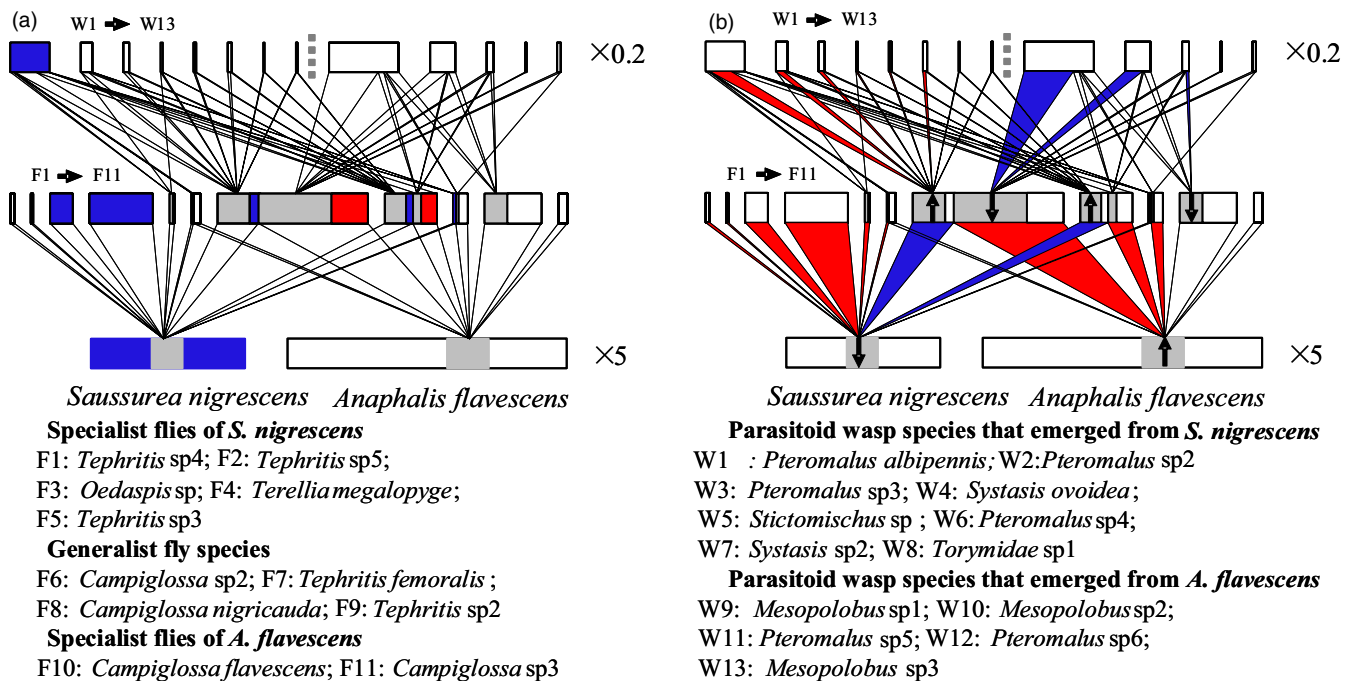 (a)
W1 W13
×0.2
F1 F11
×5
Saussurea nigrescens Anaphalis flavescens
Specialist flies of S. nigrescens
F1: Tephritis sp4; F2: Tephritis sp5;
F3: Oedaspis sp; F4: Terellia megalopyge;
F5: Tephritis sp3
Generalist fly species
F6: Campiglossa sp2; F7: Tephritis femoralis ;
F8: Campiglossa nigricauda; F9: Tephritis sp2
Specialist flies of A. flavescens
F10: Campiglossa flavescens; F11: Campiglossa sp3
(b)
W1 W13
×0.2
F1 F11
×5
Saussurea nigrescens Anaphalis flavescens
Parasitoid wasp species that emerged from S. nigrescens
W1 : Pteromalus albipennis; W2: Pteromalus sp2
W3: Pteromalus sp3; W4: Systasis ovoidea;
W5: Stictomischus sp ; W6: Pteromalus sp4;
W7: Systasis sp2; W8: Torymidae sp1
Parasitoid wasp species that emerged from A. flavescens
W9: Mesopolobus sp1; W10: Mesopolobus sp2;
W11: Pteromalus sp5; W12: Pteromalus sp6;
W13: Mesopolobus sp3